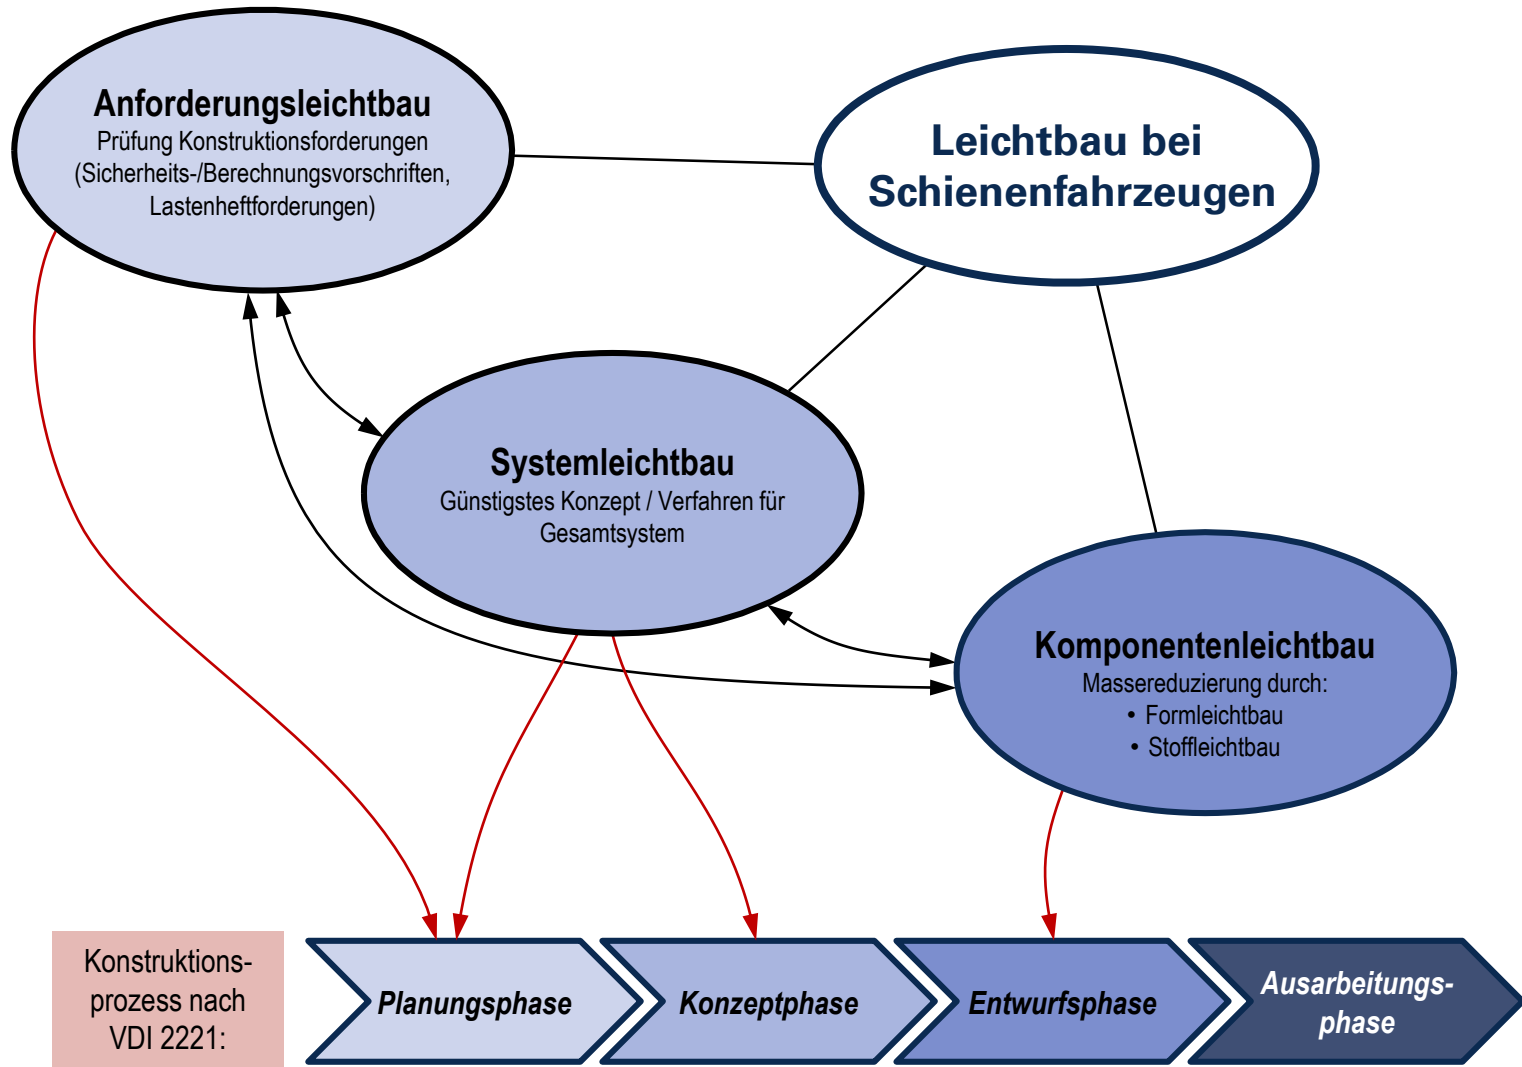 Anforderungsleichtbau
Prüfung Konstruktionsforderungen
(Sicherheits-/Berechnungsvorschriften,
Lastenheftforderungen)
Leichtbau bei
Schienenfahrzeugen
Systemleichtbau
Günstigstes Konzept / Verfahren für
Gesamtsystem
Komponentenleichtbau
Massereduzierung durch:
• Formleichtbau
• Stoffleichtbau
Konstruktions-
prozess nach
VDI 2221:
Planungsphase
Konzeptphase
Entwurfsphase
Ausarbeitungs-
phase